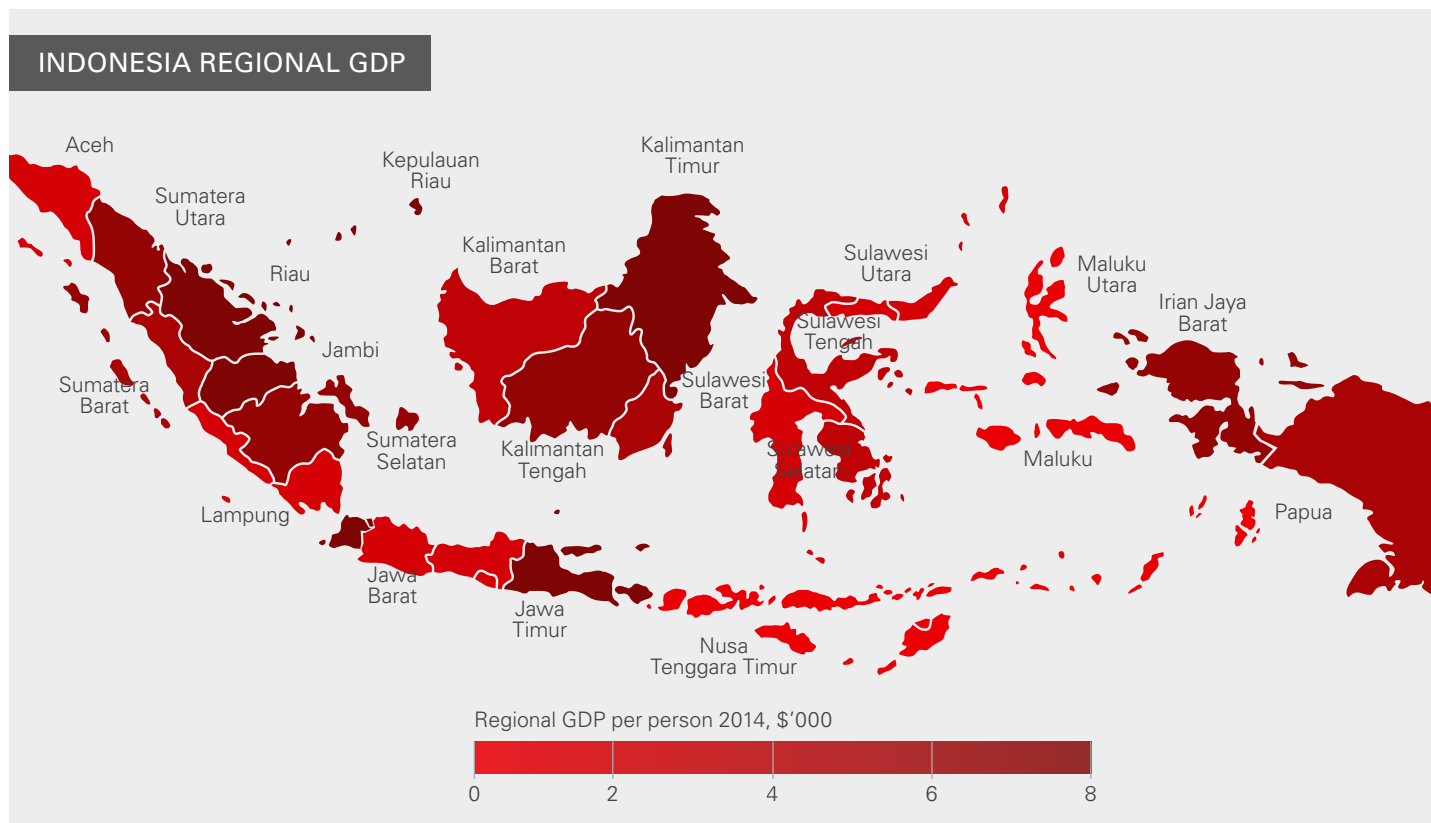 INDONESIA REGIONAL GDP
Aceh
Kepulauan
Riau
Kalimantan
Timur
Sumatera
Utara
Kalimantan
Barat
Sulawesi
Utara
Maluku
Utara
Riau
Irian Jaya
Barat
Sulawesi
Tengah
Jambi
Sumatera
Barat
Sulawesi
Barat
Sumatera
Selatan
Kalimantan
Tengah
Sulawesi
Selatan
Maluku
Lampung
Papua
Jawa
Barat
Jawa
Timur
Nusa
Tenggara Timur
Regional GDP per person 2014, $’000
0 2 4 6 8